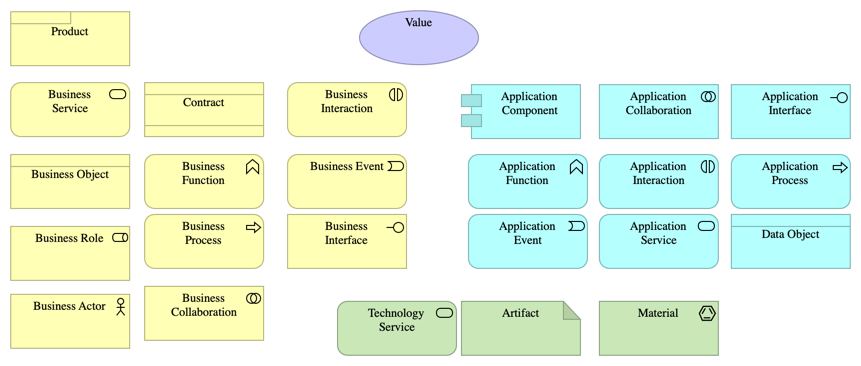 Product
Value
Business
Service
Contract
Business
Interaction
Application
Component
Application
Collaboration
Application
Interface
Business Object
Business
Function
Business Event
Application
Function
Application
Interaction
Application
Process
Business Role
Business
Process
Business
Interface
Application
Event
Application
Service
Data Object
Business Actor
Business
Collaboration
Technology
Service
Artifact
Material